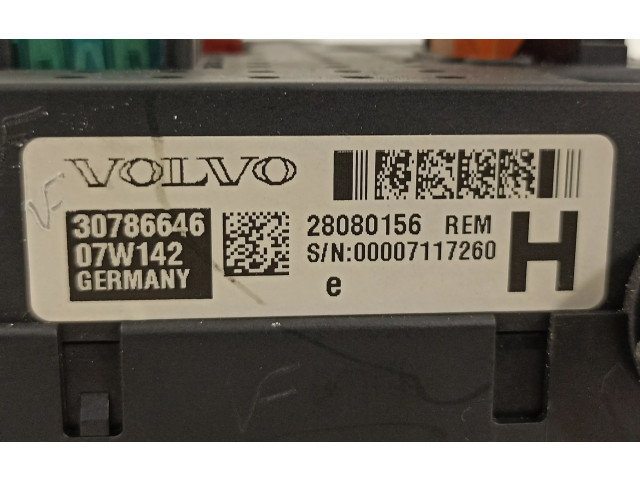 VOLVO
30786646
07W142
GERMANY
28080156 REM
S/N:00007117260
e
H